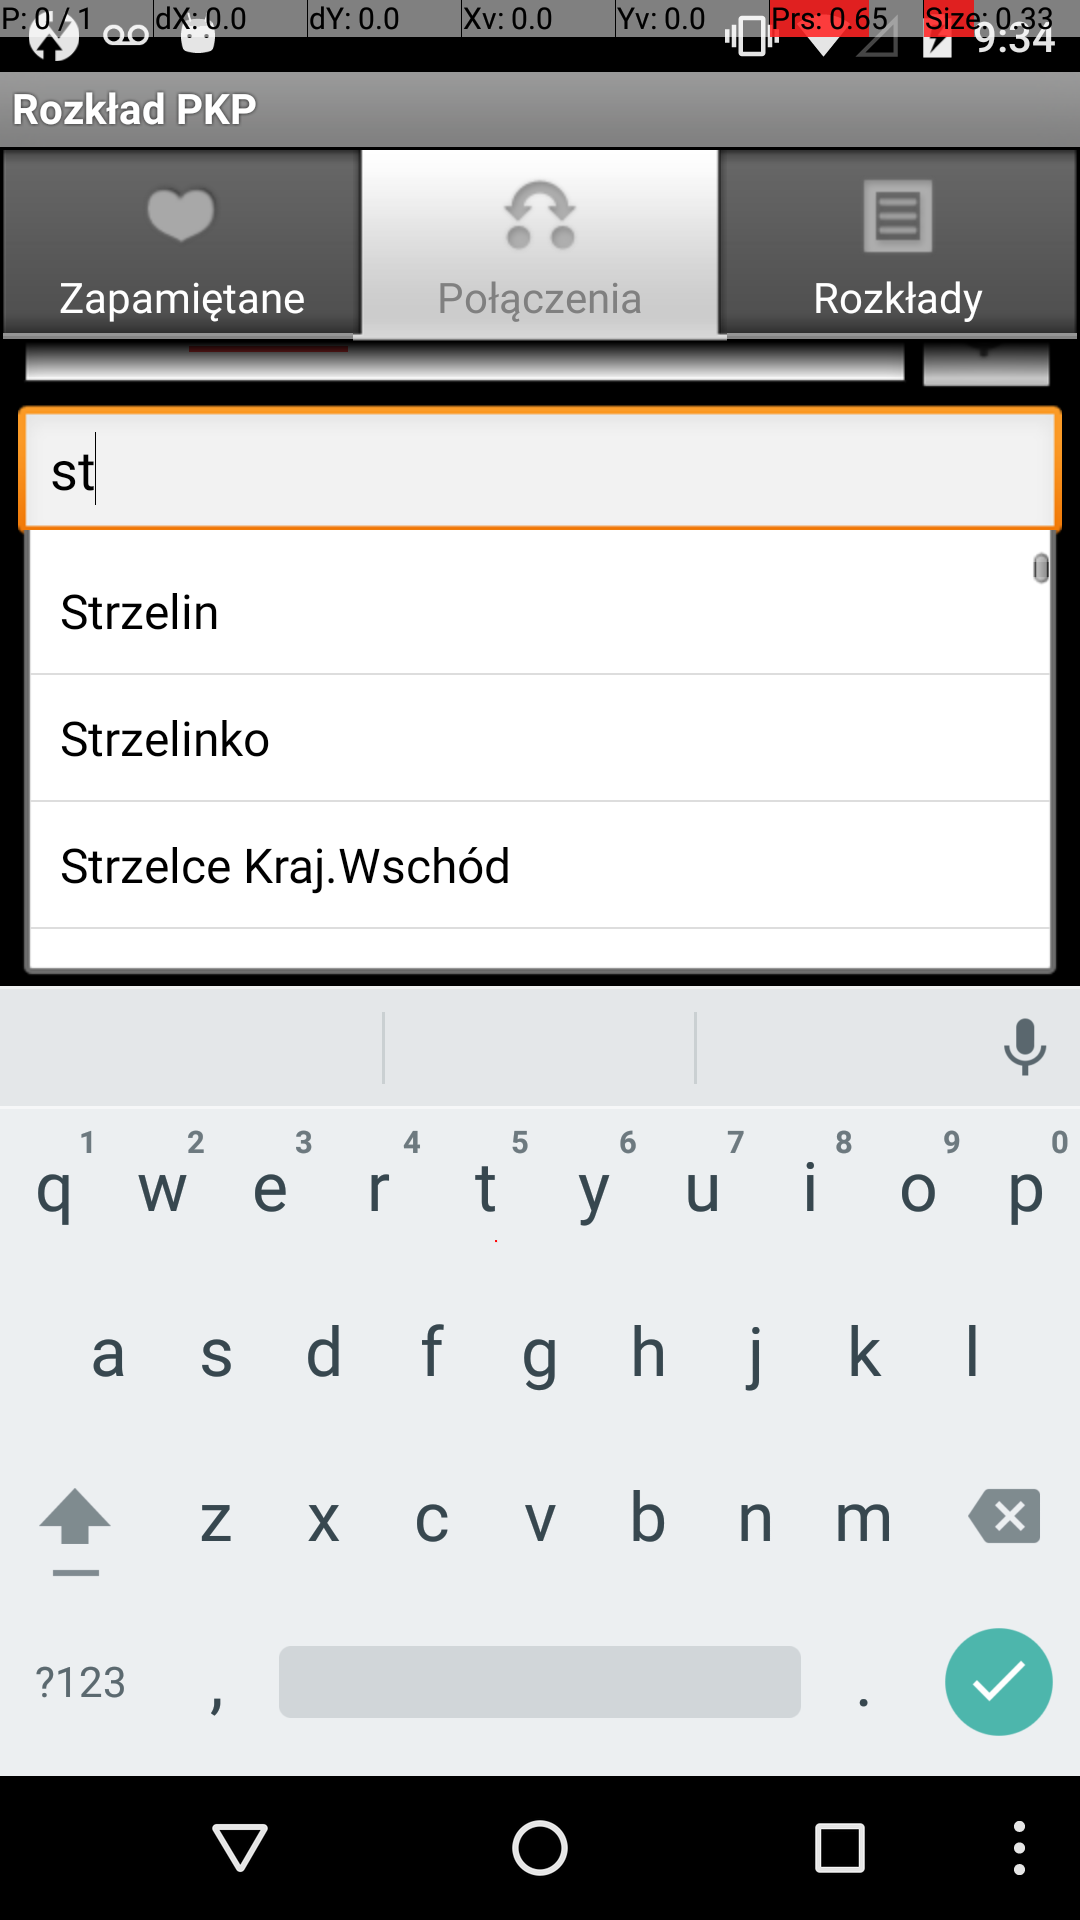 P: 0 / 1 dX: 0.0 dY: 0.0 Xv: 0.0 Yv: 0.0 Prs: 0.65 Size: 0.33
9:34
Rozkład PKP
Zapamiętane Połączenia Rozkłady
st
Strzelin
Strzelinko
Strzelce Kraj.Wschód
1 2 3 4 5 6 7 8 9 0
q w e r t y u i o p
a s d f g h j k l
z x c v b n m
?123 , .